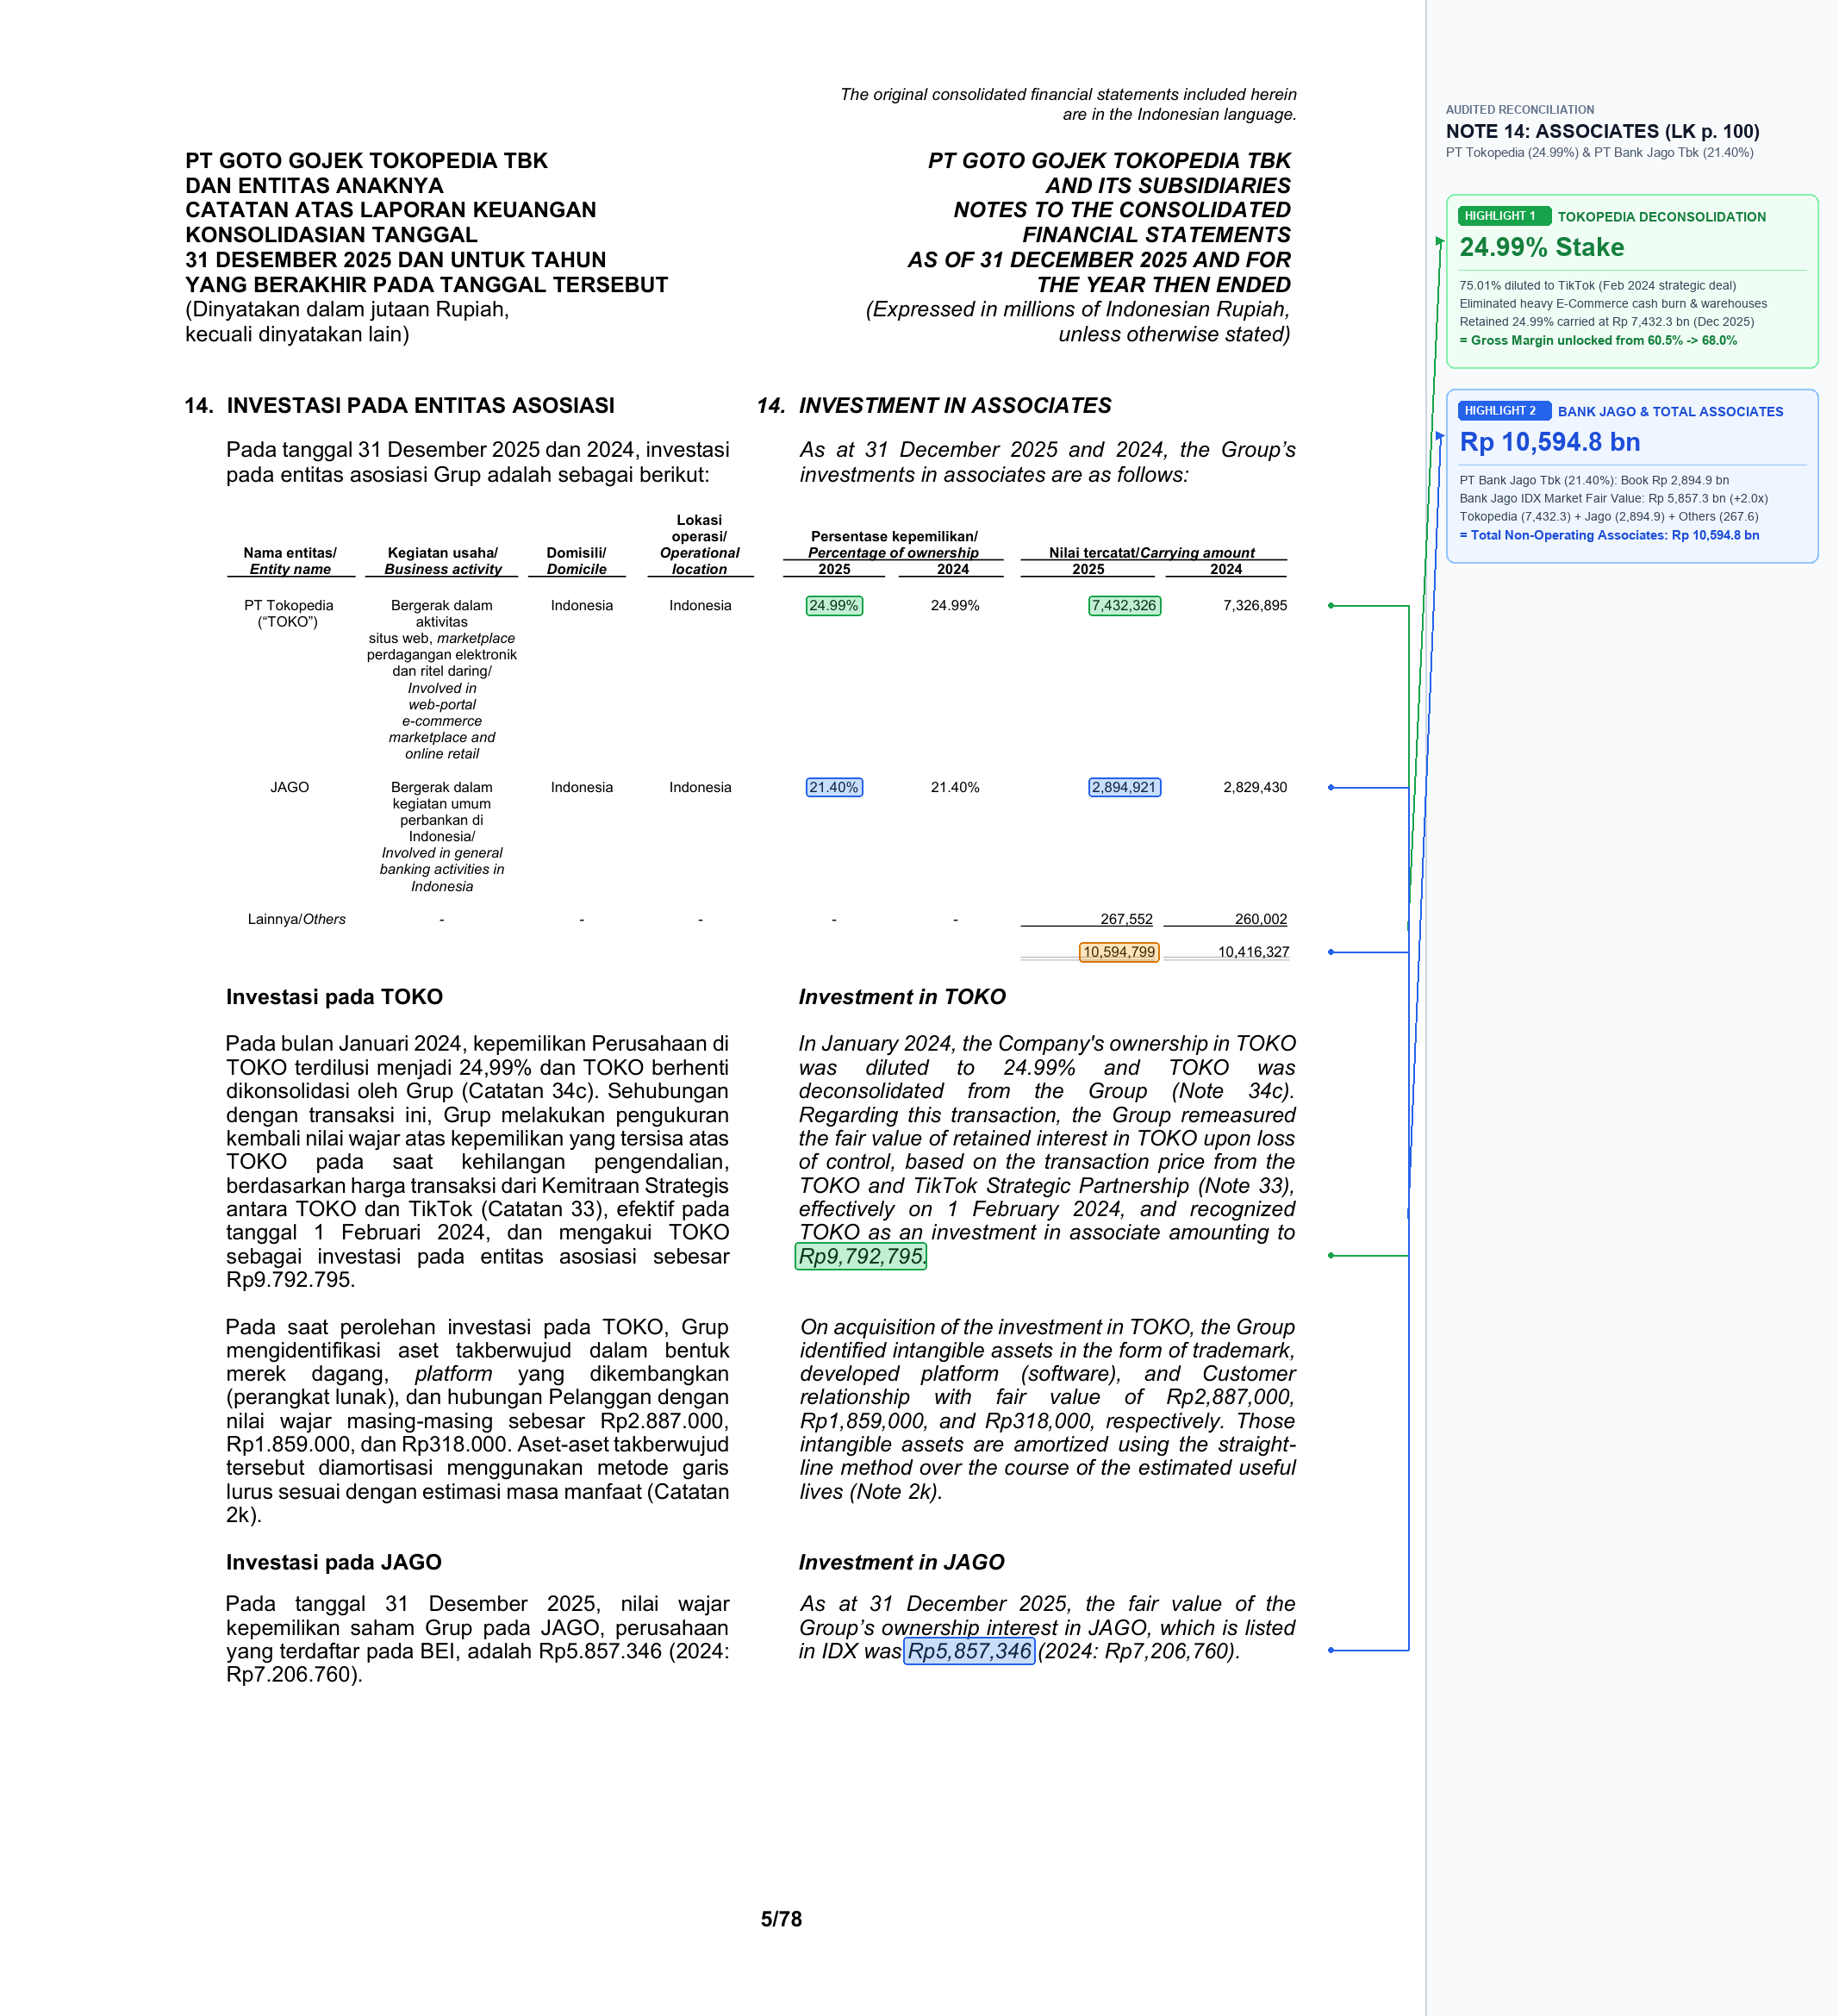 The original consolidated financial statements included herein
are in the Indonesian language.
PT GOTO GOJEK TOKOPEDIA TBK
DAN ENTITAS ANAKNYA
CATATAN ATAS LAPORAN KEUANGAN
KONSOLIDASIAN TANGGAL
31 DESEMBER 2025 DAN UNTUK TAHUN
YANG BERAKHIR PADA TANGGAL TERSEBUT
(Dinyatakan dalam jutaan Rupiah,
kecuali dinyatakan lain)
PT GOTO GOJEK TOKOPEDIA TBK
AND ITS SUBSIDIARIES
NOTES TO THE CONSOLIDATED
FINANCIAL STATEMENTS
AS OF 31 DECEMBER 2025 AND FOR
THE YEAR THEN ENDED
(Expressed in millions of Indonesian Rupiah,
unless otherwise stated)
14. INVESTASI PADA ENTITAS ASOSIASI
Pada tanggal 31 Desember 2025 dan 2024, investasi
pada entitas asosiasi Grup adalah sebagai berikut:
14. INVESTMENT IN ASSOCIATES
As at 31 December 2025 and 2024, the Group's
investments in associates are as follows:
Nama entitas/
Entity name
Kegiatan usaha/
Business activity
Domisili/
Domicile
Lokasi
operasi/
Operational
location
Persentase kepemilikan/
Percentage of ownership
2025 2024
Nilai tercatat/Carrying amount
2025 2024
PT Tokopedia
(“TOKO”)
Bergerak dalam
aktivitas
situs web, marketplace
perdagangan elektronik
dan ritel daring/
Involved in
web-portal
e-commerce
marketplace and
online retail
Indonesia Indonesia 24.99% 24.99% 7,432,326 7,326,895
JAGO
Bergerak dalam
kegiatan umum
perbankan di
Indonesia/
Involved in general
banking activities in
Indonesia
Indonesia Indonesia 21.40% 21.40% 2,894,921 2,829,430
Lainnya/Others - - - - - 267,552 260,002
10,594,799 10,416,327
Investasi pada TOKO
Pada bulan Januari 2024, kepemilikan Perusahaan di
TOKO terdilusi menjadi 24,99% dan TOKO berhenti
dikonsolidasi oleh Grup (Catatan 34c). Sehubungan
dengan transaksi ini, Grup melakukan pengukuran
kembali nilai wajar atas kepemilikan yang tersisa atas
TOKO pada saat kehilangan pengendalian,
berdasarkan harga transaksi dari Kemitraan Strategis
antara TOKO dan TikTok (Catatan 33), efektif pada
tanggal 1 Februari 2024, dan mengakui TOKO
sebagai investasi pada entitas asosiasi sebesar
Rp9.792.795.
Pada saat perolehan investasi pada TOKO, Grup
mengidentifikasi aset takberwujud dalam bentuk
merek dagang, platform yang dikembangkan
(perangkat lunak), dan hubungan Pelanggan dengan
nilai wajar masing-masing sebesar Rp2.887.000,
Rp1.859.000, dan Rp318.000. Aset-aset takberwujud
tersebut diamortisasi menggunakan metode garis
lurus sesuai dengan estimasi masa manfaat (Catatan
2k).
Investasi pada JAGO
Pada tanggal 31 Desember 2025, nilai wajar
kepemilikan saham Grup pada JAGO, perusahaan
yang terdaftar pada BEI, adalah Rp5.857.346 (2024:
Rp7.206.760).
Investment in TOKO
In January 2024, the Company's ownership in TOKO
was diluted to 24.99% and TOKO was
deconsolidated from the Group (Note 34c).
Regarding this transaction, the Group remeasured
the fair value of retained interest in TOKO upon loss
of control, based on the transaction price from the
TOKO and TikTok Strategic Partnership (Note 33),
effectively on 1 February 2024, and recognized
TOKO as an investment in associate amounting to
Rp9,792,795.
On acquisition of the investment in TOKO, the Group
identified intangible assets in the form of trademark,
developed platform (software), and Customer
relationship with fair value of Rp2,887,000,
Rp1,859,000, and Rp318,000, respectively. Those
intangible assets are amortized using the straight-
line method over the course of the estimated useful
lives (Note 2k).
Investment in JAGO
As at 31 December 2025, the fair value of the
Group's ownership interest in JAGO, which is listed
in IDX was Rp5,857,346 (2024: Rp7,206,760).
5/78
AUDITED RECONCILIATION
NOTE 14: ASSOCIATES (LK p. 100)
PT Tokopedia (24.99%) & PT Bank Jago Tbk (21.40%)
HIGHLIGHT 1 TOKOPEDIA DECONSOLIDATION
24.99% Stake
75.01% diluted to TikTok (Feb 2024 strategic deal)
Eliminated heavy E-Commerce cash burn & warehouses
Retained 24.99% carried at Rp 7,432.3 bn (Dec 2025)
= Gross Margin unlocked from 60.5% -> 68.0%
HIGHLIGHT 2 BANK JAGO & TOTAL ASSOCIATES
Rp 10,594.8 bn
PT Bank Jago Tbk (21.40%): Book Rp 2,894.9 bn
Bank Jago IDX Market Fair Value: Rp 5,857.3 bn (+2.0x)
Tokopedia (7,432.3) + Jago (2,894.9) + Others (267.6)
= Total Non-Operating Associates: Rp 10,594.8 bn